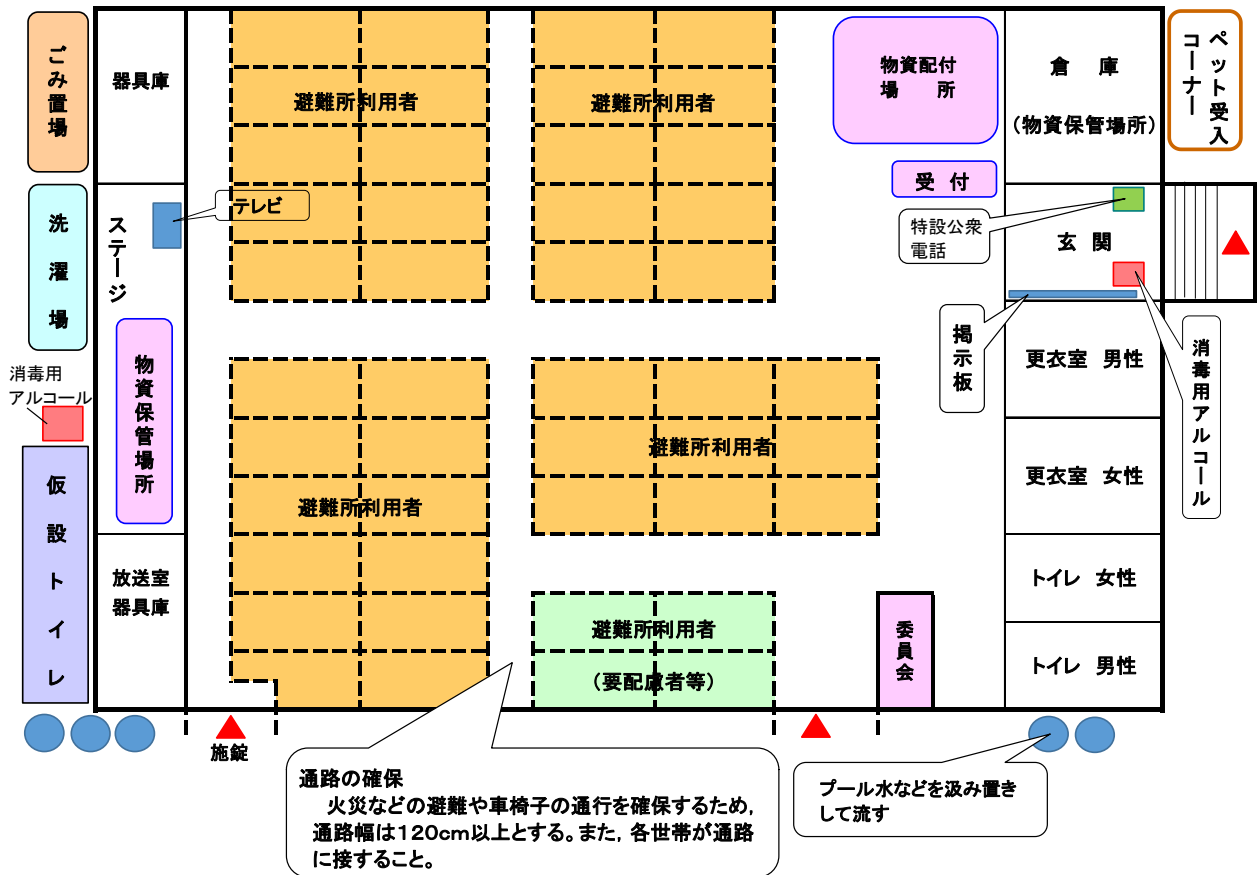 ごみ置場
洗濯場
消毒用
アルコール
仮設トイレ
器具庫
ステージ
テレビ
物資保管場所
放送室
器具庫
避難所利用者
避難所利用者
避難所利用者
避難所利用者
避難所利用者
（要配慮者等）
物資配付
場　所
受　付
特設公衆
電話
倉　庫
（物資保管場所）
ペット受入
コーナー
玄　関
掲示板
消毒用アルコール
更衣室　男性
更衣室　女性
トイレ　女性
トイレ　男性
委員会
施錠
通路の確保
火災などの避難や車椅子の通行を確保するため，
通路幅は１２０ｃｍ以上とする。また，各世帯が通路
に接すること。
プール水などを汲み置き
して流す